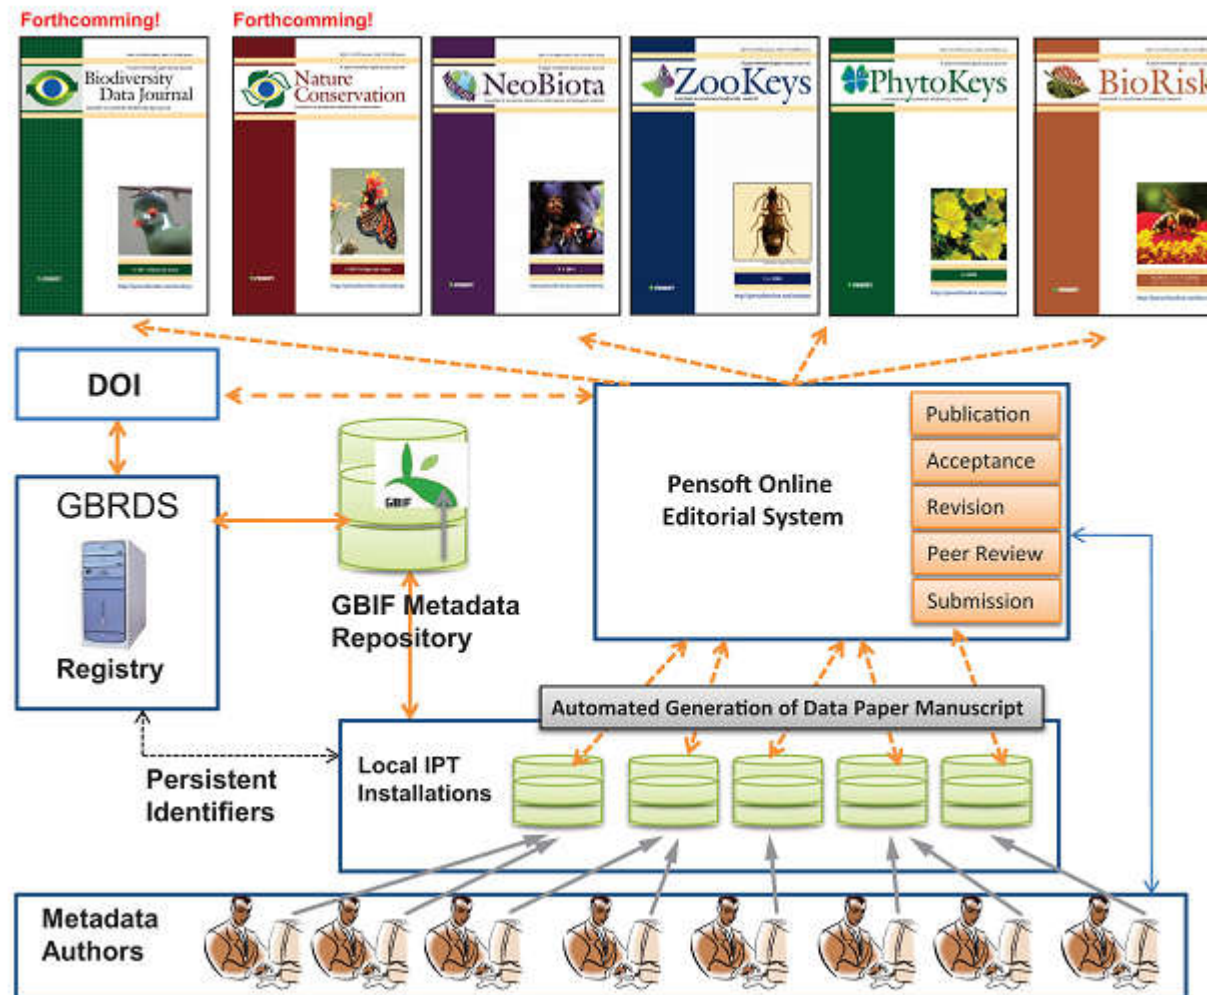 Forthcomming!
Forthcomming!
Biodiversity
Data Journal
Nature
Conservation
NeoBiota
ZooKeys
PhytoKeys
BioRisk
DOI
Publication
Acceptance
Pensoft Online
Editorial System
Revision
Peer Review
Submission
GBRDS
GBIF
Registry
GBIF Metadata
Repository
Automated Generation of Data Paper Manuscript
Persistent
Identifiers
Local IPT
Installations
Metadata
Authors